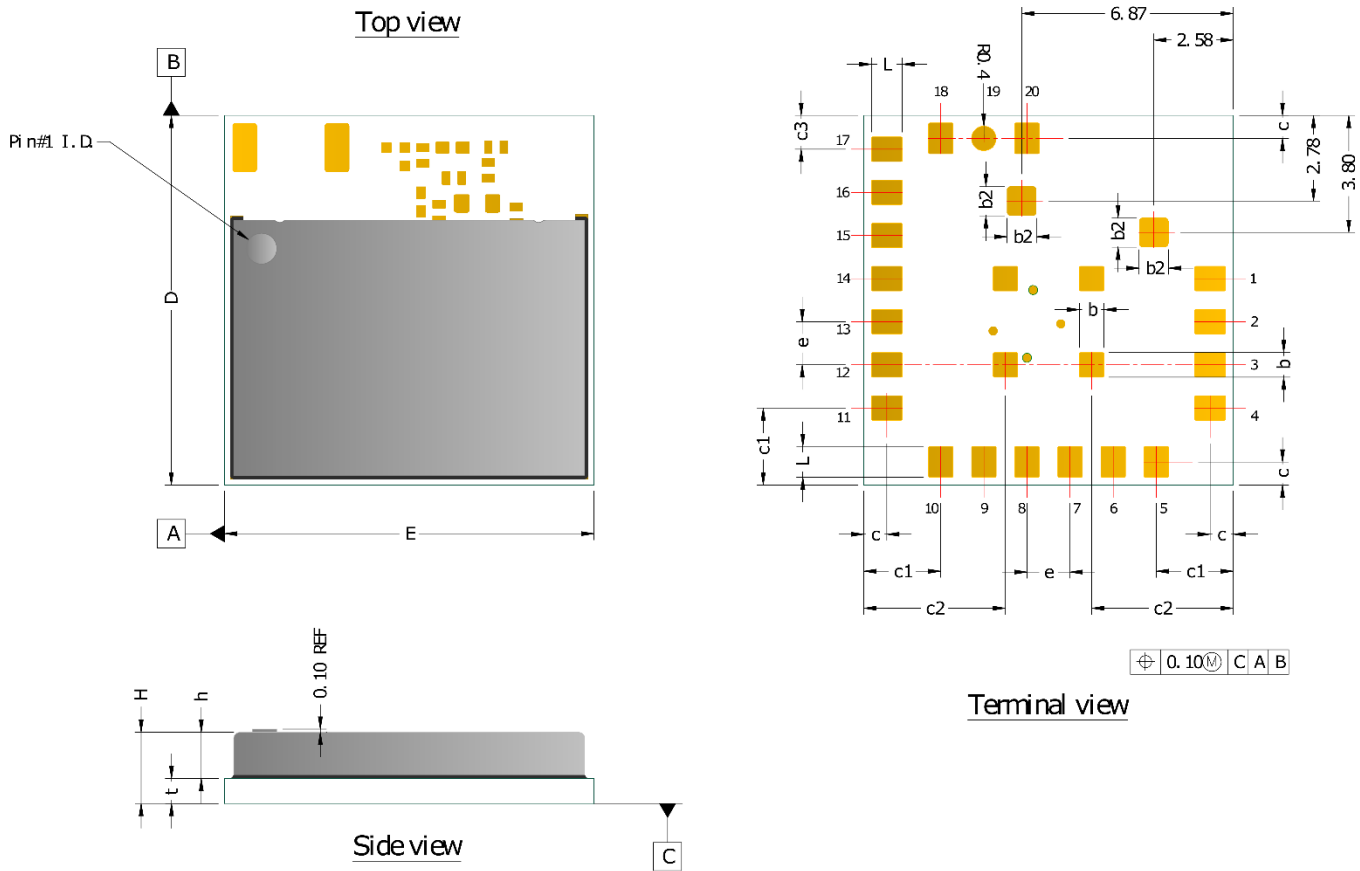 Top view
B
Pin#1 I.D.
D
A
E
6.87
2.58
L
R0.4
18
19
20
c3
c
17
2.78
3.80
16
b2
b2
15
b2
b2
14
1
b
13
2
e
12
3
b
11
4
c1
L
c
10
9
8
7
6
5
c
c
c1
e
c1
c2
c2
⌖ 0.10Ⓜ C A B
Terminal view
0.10 REF
H
h
t
Side view
C